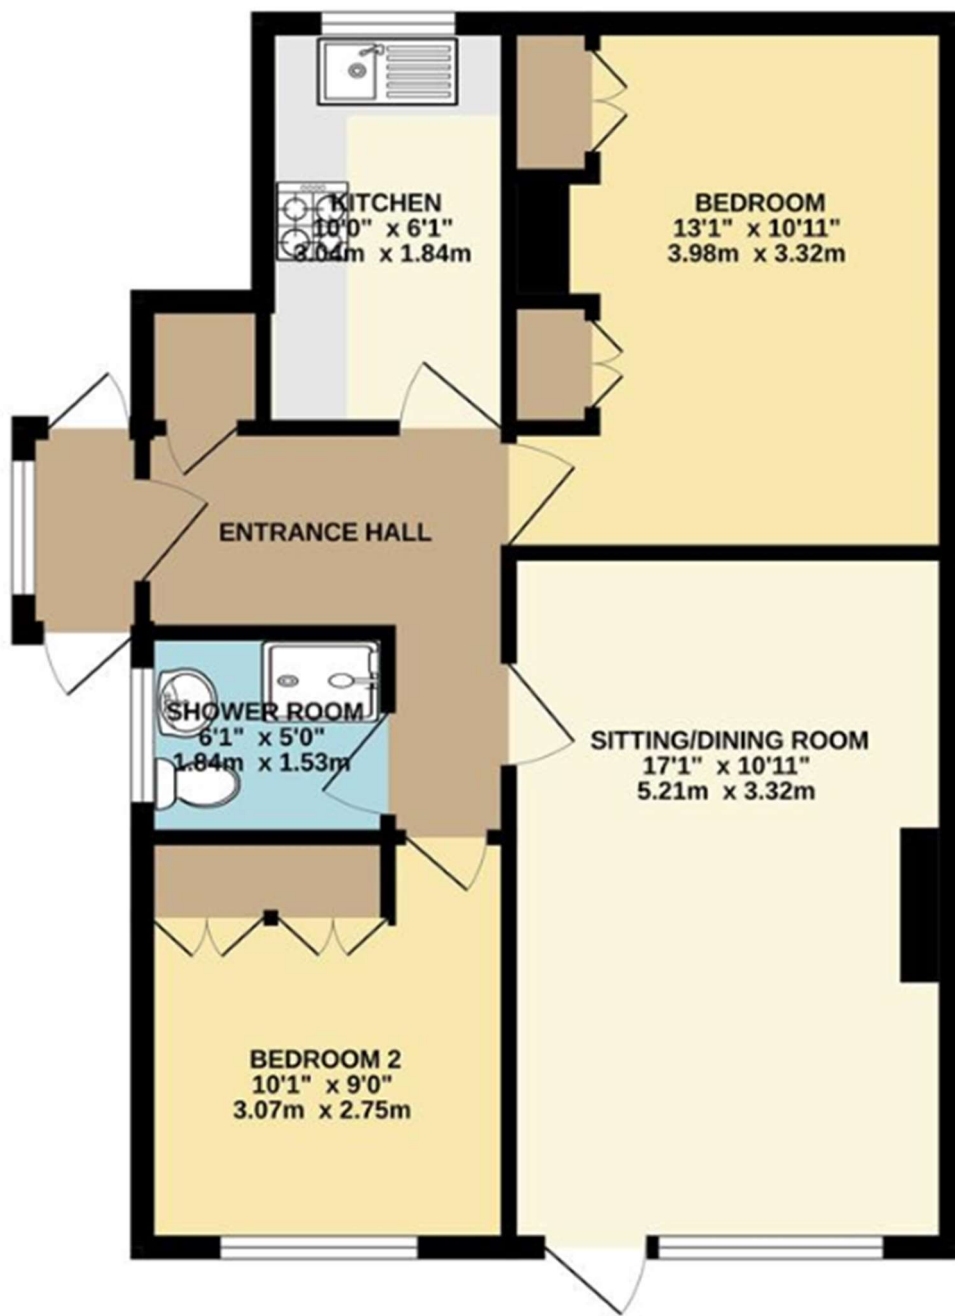 KITCHEN
10'0" x 6'1"
3.04m x 1.84m
BEDROOM
13'1" x 10'11"
3.98m x 3.32m
ENTRANCE HALL
SHOWER ROOM
6'1" x 5'0"
1.84m x 1.53m
SITTING/DINING ROOM
17'1" x 10'11"
5.21m x 3.32m
BEDROOM 2
10'1" x 9'0"
3.07m x 2.75m